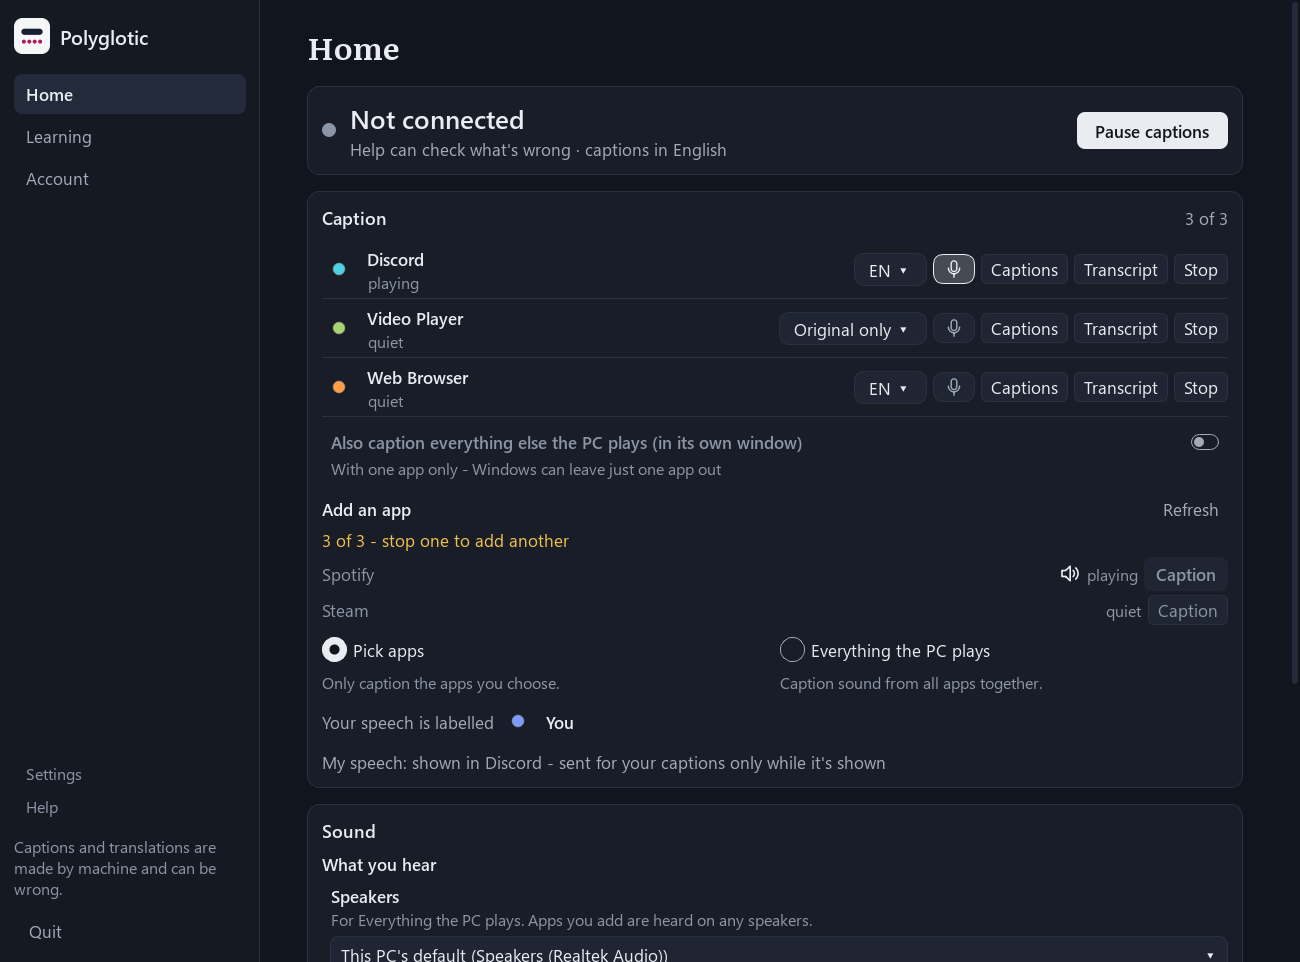 Polyglotic
Home
Learning
Account
Settings
Help
Captions and translations are
made by machine and can be
wrong.
Quit
Home
Not connected
Help can check what's wrong · captions in English
Pause captions
Caption
3 of 3
Discord
playing
EN
Captions
Transcript
Stop
Video Player
quiet
Original only
Captions
Transcript
Stop
Web Browser
quiet
EN
Captions
Transcript
Stop
Also caption everything else the PC plays (in its own window)
With one app only - Windows can leave just one app out
Add an app
Refresh
3 of 3 - stop one to add another
Spotify
playing
Caption
Steam
quiet
Caption
Pick apps
Only caption the apps you choose.
Everything the PC plays
Caption sound from all apps together.
Your speech is labelled
You
My speech: shown in Discord - sent for your captions only while it's shown
Sound
What you hear
Speakers
For Everything the PC plays. Apps you add are heard on any speakers.
This PC's default (Speakers (Realtek Audio))